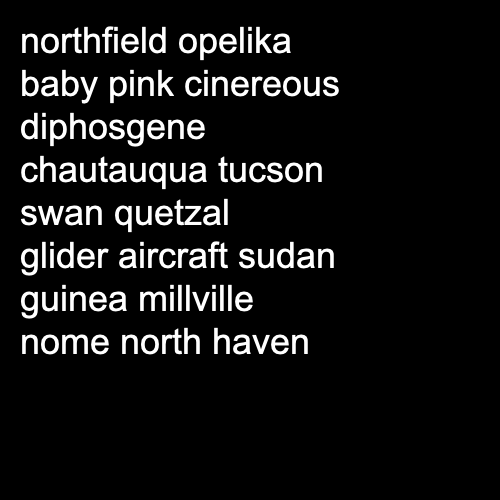 northfield opelika
baby pink cinereous
diphosgene
chautauqua tucson
swan quetzal
glider aircraft sudan
guinea millville
nome north haven